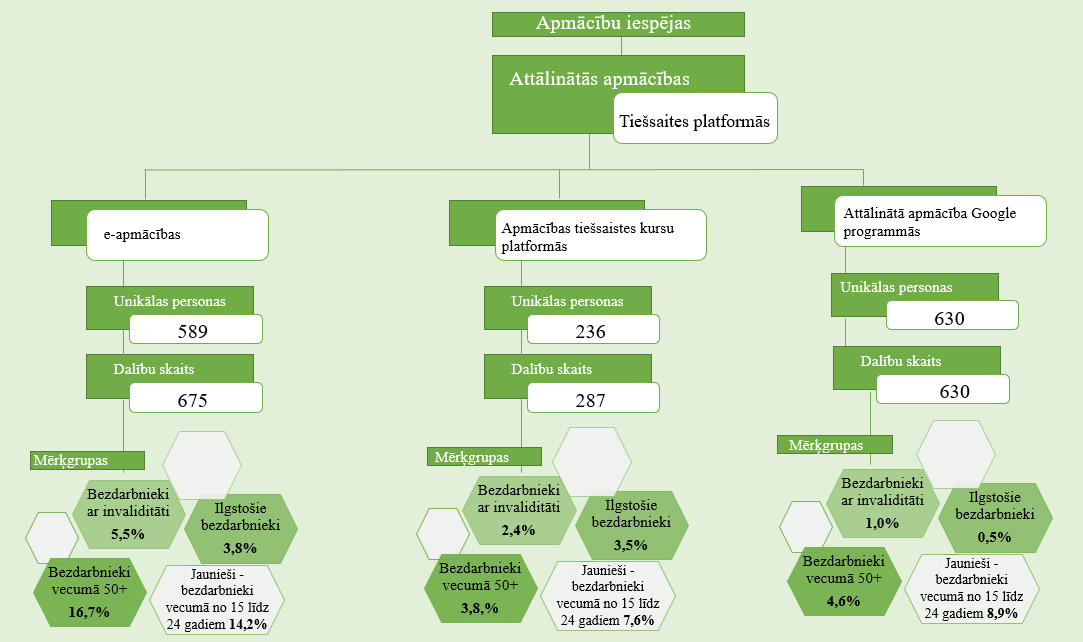 Apmācību iespējas
Attālinātās apmācības
Tiešsaites platformās
e-apmācības
Unikālas personas
589
Dalību skaits
675
Mērķgrupas
Bezdarbnieki
ar invaliditāti
5,5%
Ilgstošie
bezdarbnieki
3,8%
Bezdarbnieki
vecumā 50+
16,7%
Jaunieši -
bezdarbnieki
vecumā no 15 līdz
24 gadiem 14,2%
Apmācības tiešsaistes kursu
platformās
Unikālas personas
236
Dalību skaits
287
Mērķgrupas
Bezdarbnieki
ar invaliditāti
2,4%
Ilgstošie
bezdarbnieki
3,5%
Bezdarbnieki
vecumā 50+
3,8,%
Jaunieši -
bezdarbnieki
vecumā no 15 līdz
24 gadiem 7,6%
Attālinātā apmācība Google
programmās
Unikālas personas
630
Dalību skaits
630
Mērķgrupas
Bezdarbnieki
ar invaliditāti
1,0%
Ilgstošie
bezdarbnieki
0,5%
Bezdarbnieki
vecumā 50+
4,6%
Jaunieši -
bezdarbnieki
vecumā no 15 līdz
24 gadiem 8,9%